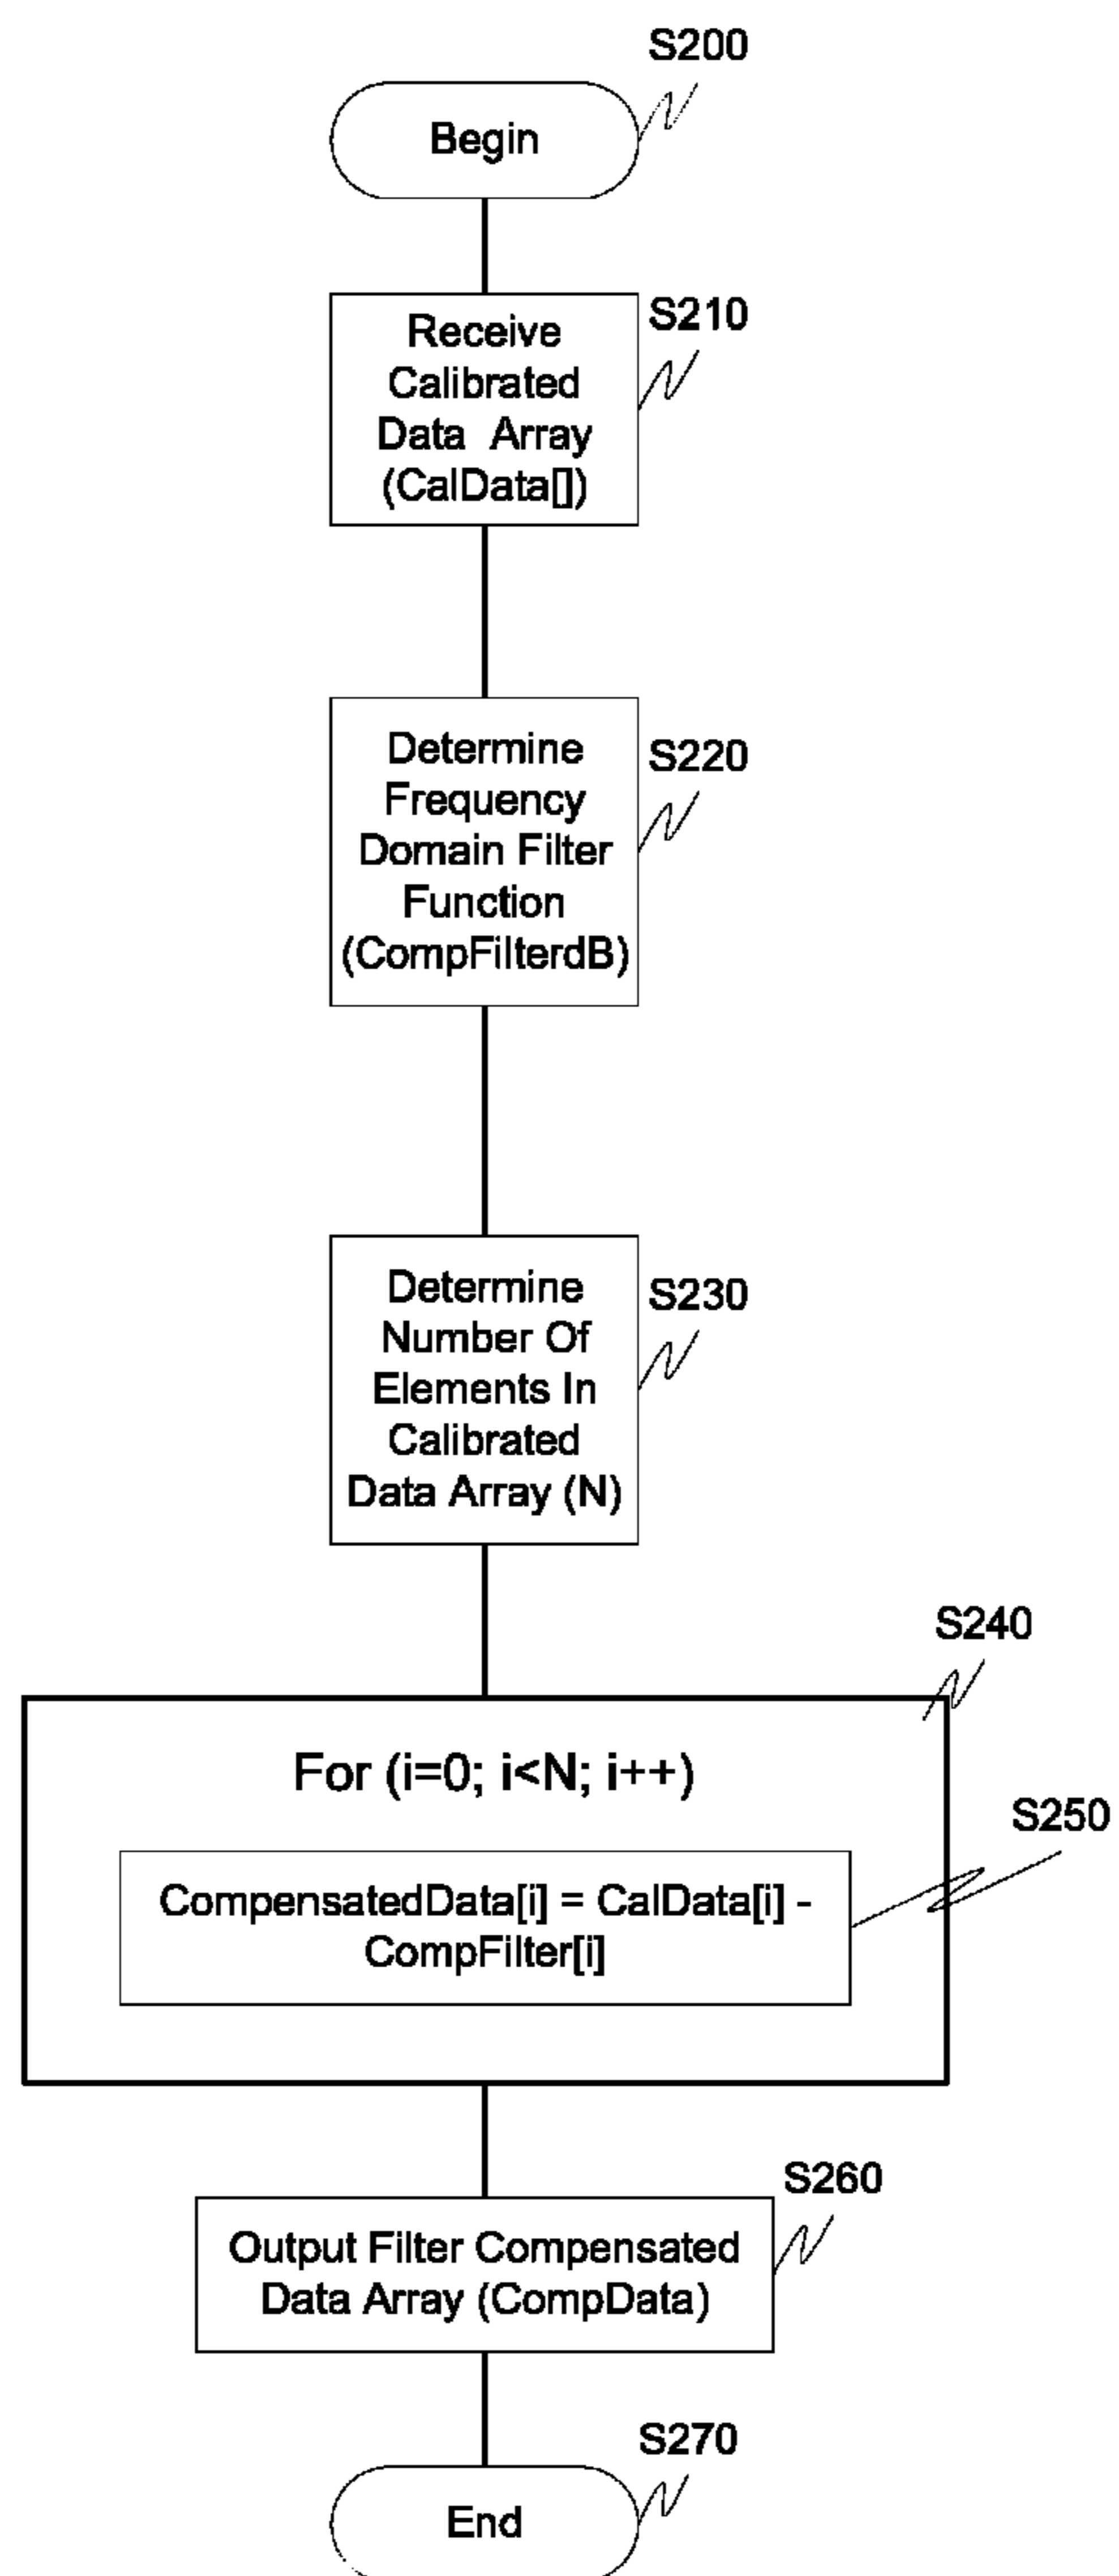 S200
Begin
S210
Receive
Calibrated
Data Array
(CalData[])
S220
Determine
Frequency
Domain Filter
Function
(CompFilterdB)
S230
Determine
Number Of
Elements In
Calibrated
Data Array (N)
S240
For (i=0; i<N; i++)
S250
CompensatedData[i] = CalData[i] -
CompFilter[i]
S260
Output Filter Compensated
Data Array (CompData)
S270
End